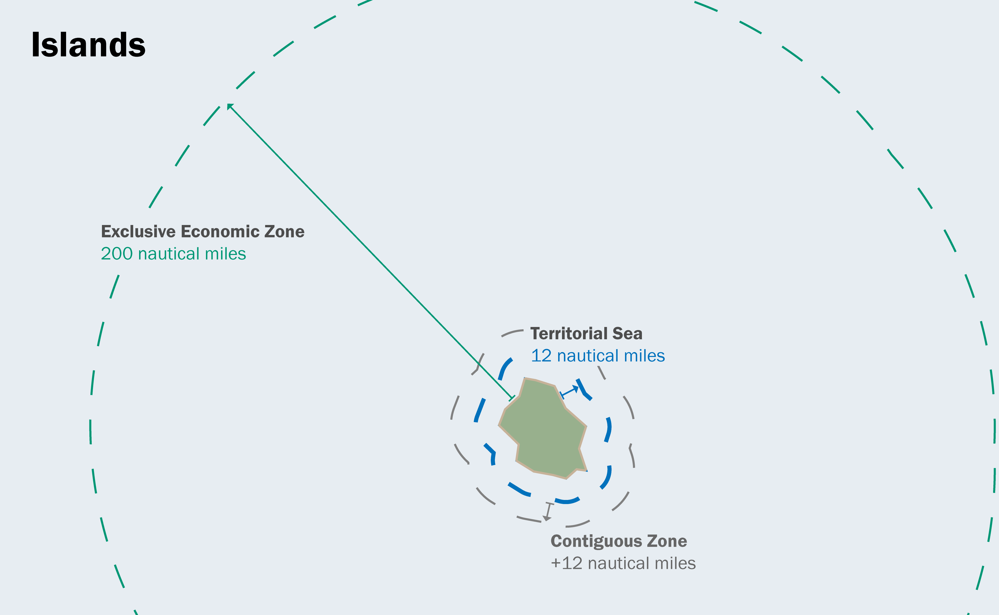 Islands
Exclusive Economic Zone
200 nautical miles
Territorial Sea
12 nautical miles
Contiguous Zone
+12 nautical miles